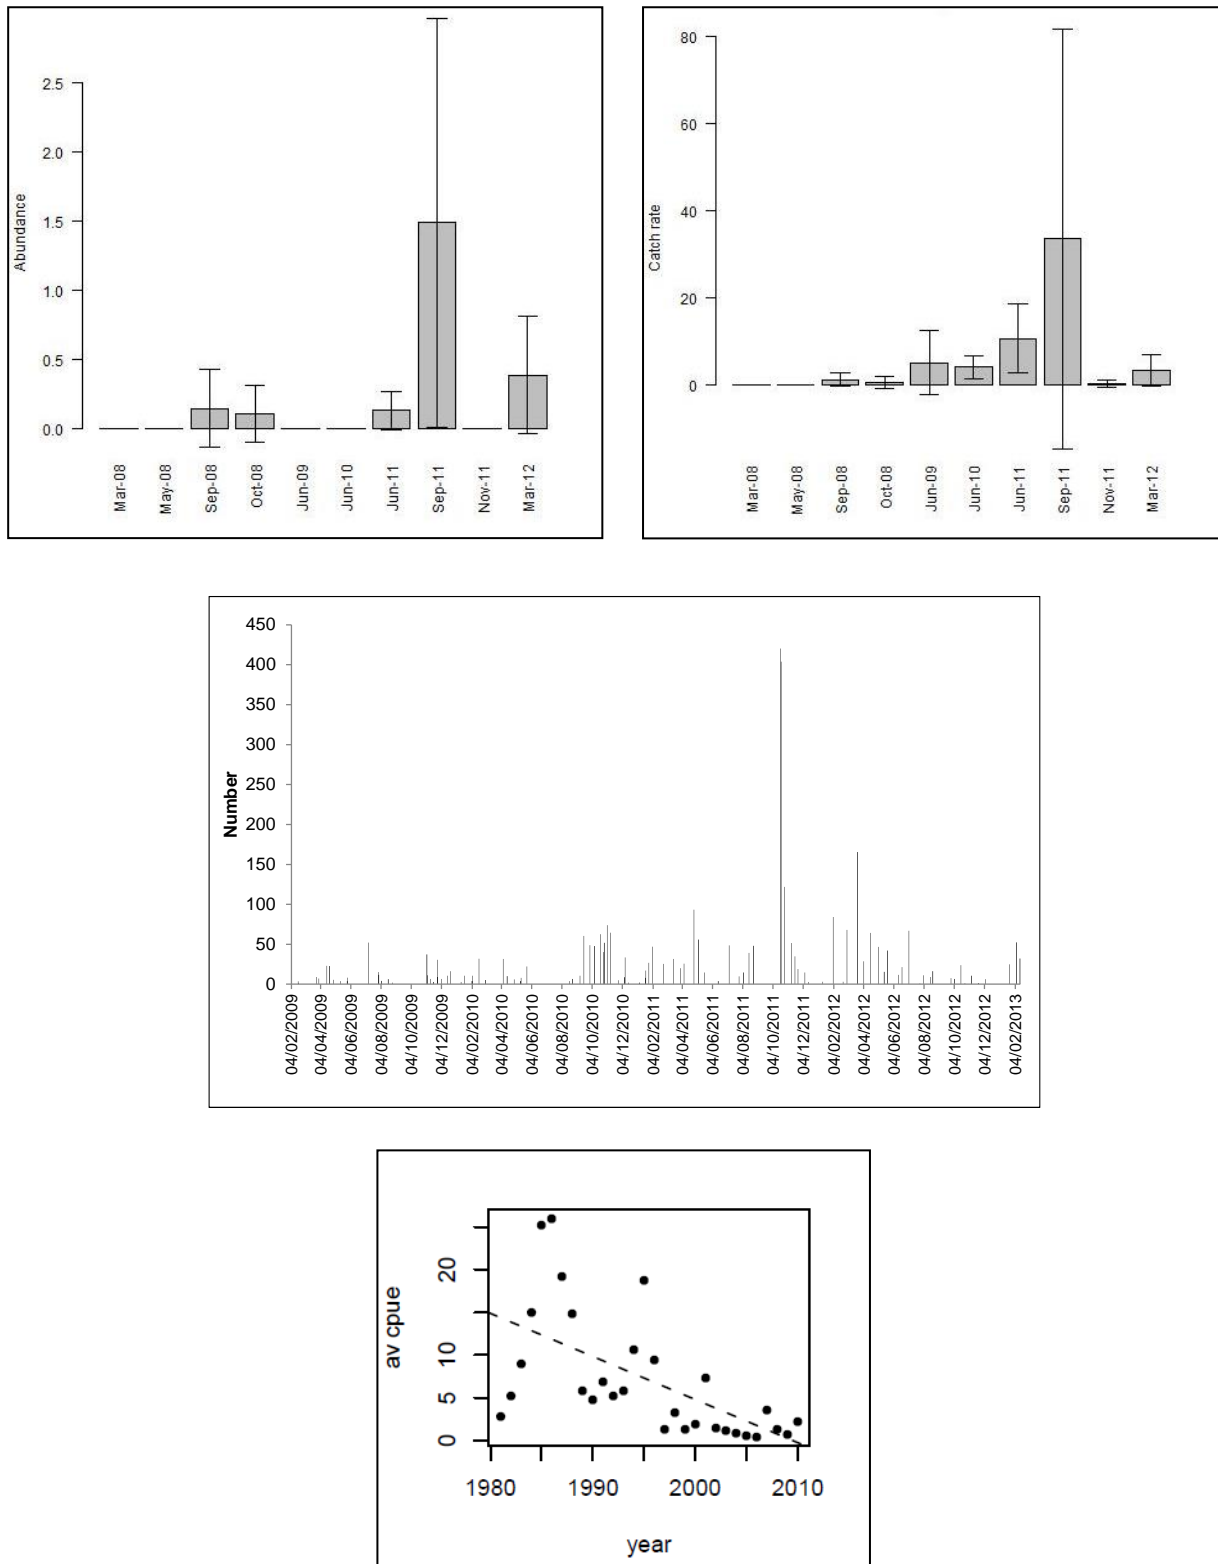 2.5
2.0
1.5
1.0
0.5
0.0
Abundance
Mar-08
May-08
Sep-08
Oct-08
Jun-09
Jun-10
Jun-11
Sep-11
Nov-11
Mar-12
80
60
40
20
0
Catch rate
Mar-08
May-08
Sep-08
Oct-08
Jun-09
Jun-10
Jun-11
Sep-11
Nov-11
Mar-12
450
400
350
300
250
200
150
100
50
0
Number
04/02/2009
04/04/2009
04/06/2009
04/08/2009
04/10/2009
04/12/2009
04/02/2010
04/04/2010
04/06/2010
04/08/2010
04/10/2010
04/12/2010
04/02/2011
04/04/2011
04/06/2011
04/08/2011
04/10/2011
04/12/2011
04/02/2012
04/04/2012
04/06/2012
04/08/2012
04/10/2012
04/12/2012
04/02/2013
20
10
5
0
av cpue
1980 1990 2000 2010
year